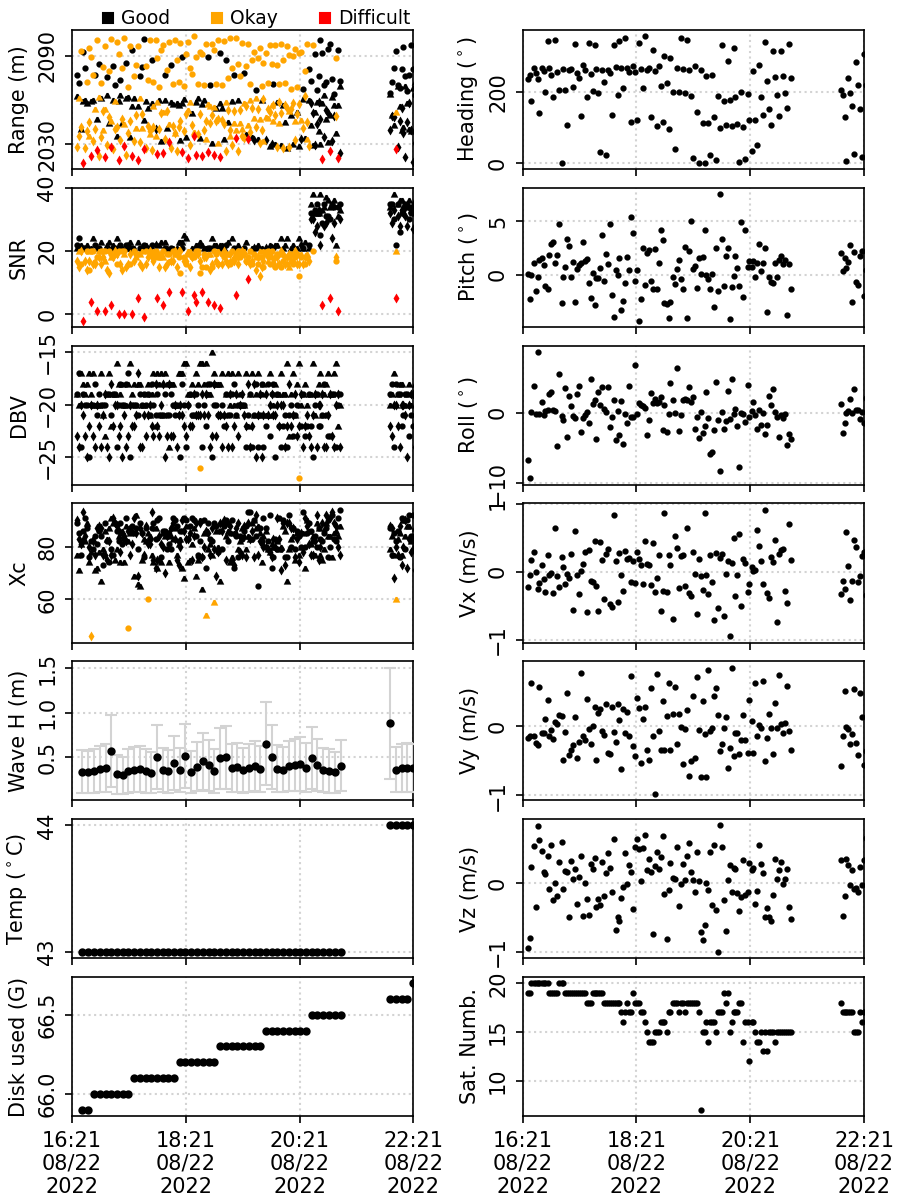 Good Okay Difficult
Range (m)
2090
2030
Heading (°)
200
0
SNR
40
20
0
Pitch (°)
5
0
DBV
−15
−20
−25
Roll (°)
0
−10
Xc
80
60
Vx (m/s)
1
0
−1
Wave H (m)
1.5
1.0
0.5
Vy (m/s)
0
−1
Temp (°C)
44
43
Vz (m/s)
0
−1
Disk used (G)
66.5
66.0
Sat. Numb.
20
15
10
16:21 18:21 20:21 22:21 16:21 18:21 20:21 22:21
08/22 08/22 08/22 08/22 08/22 08/22 08/22 08/22
2022 2022 2022 2022 2022 2022 2022 2022